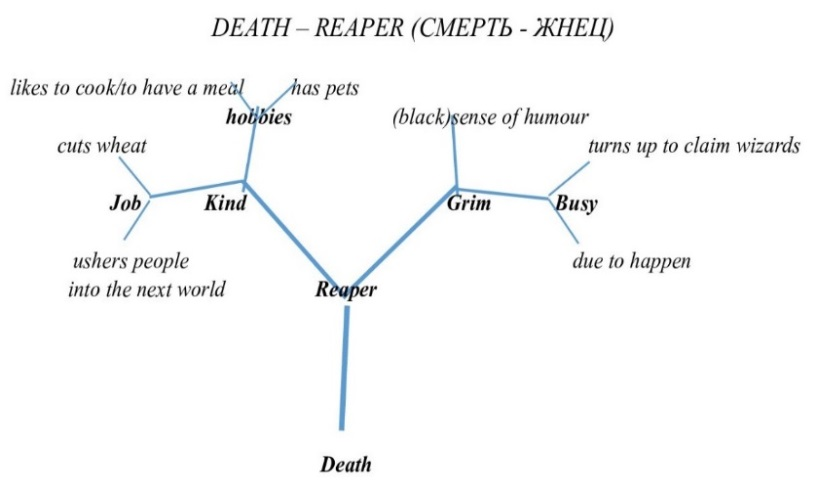 DEATH – REAPER (СМЕРТЬ - ЖНЕЦ)
likes to cook/to have a meal
has pets
hobbies
(black)sense of humour
cuts wheat
turns up to claim wizards
Job
Kind
Grim
Busy
ushers people
into the next world
due to happen
Reaper
Death